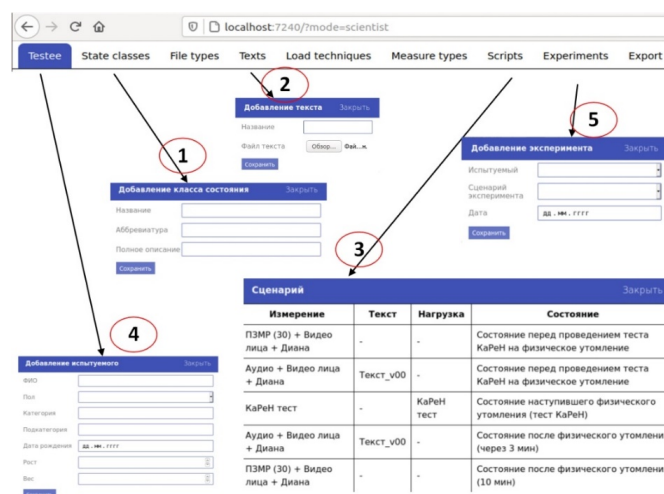 localhost:7240/?mode=scientist
Testee State classes File types Texts Load techniques Measure types Scripts Experiments Export
2
Добавление текста Закрыть
Название
Файл текста Обзор... Фай...н.
Сохранить
5
Добавление эксперимента Закрыть
Испытуемый
Сценарий
эксперимента
Дата дд . мм . гггг
Сохранить
1
Добавление класса состояния Закрыть
Название
Аббревиатура
Полное описание
Сохранить
3
Сценарий Закрыть
Измерение Текст Нагрузка Состояние
ПЗМР (30) + Видео
лица + Диана
-
-
Состояние перед проведением теста
КаРеН на физическое утомление
Аудио + Видео лица
+ Диана
Текст_v00
-
Состояние перед проведением теста
КаРеН на физическое утомление
КаРеН тест
-
КаРеН
тест
Состояние наступившего физического
утомления (тест КаРеН)
Аудио + Видео лица
+ Диана
Текст_v00
-
Состояние после физического утомлени
(через 3 мин)
ПЗМР (30) + Видео
лица + Диана
-
-
Состояние после физического утомлени
(10 мин)
4
Добавление испытуемого Закрыть
ФИО
Пол
Категория
Подкатегория
Дата рождения дд . мм . гггг
Рост
Вес